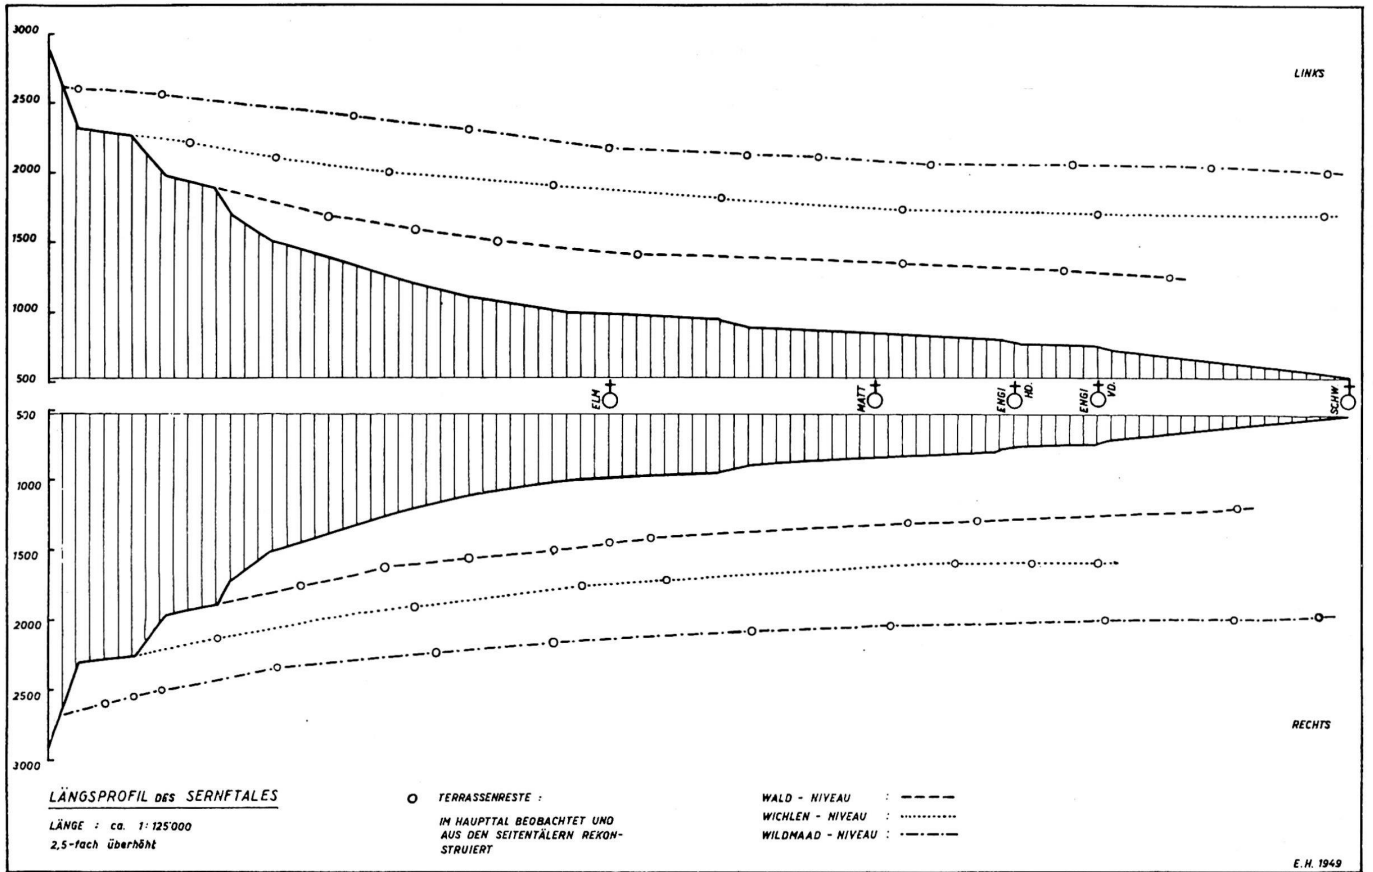 3000
LINKS
2500
2000
1500
1000
500
ELM
MATT
ENGI HD.
ENGI VD.
SCHW.
500
1000
1500
2000
2500
RECHTS
3000
LÄNGSPROFIL DES SERNFTALES
LÄNGE : ca. 1:125'000
2,5-fach überhöht
TERRASSENRESTE :
IM HAUPTTAL BEOBACHTET UND
AUS DEN SEITENTÄLERN REKON-
STRUIERT
WALD - NIVEAU :
WICHLEN - NIVEAU :
WILDMAAD - NIVEAU :
E.H. 1949